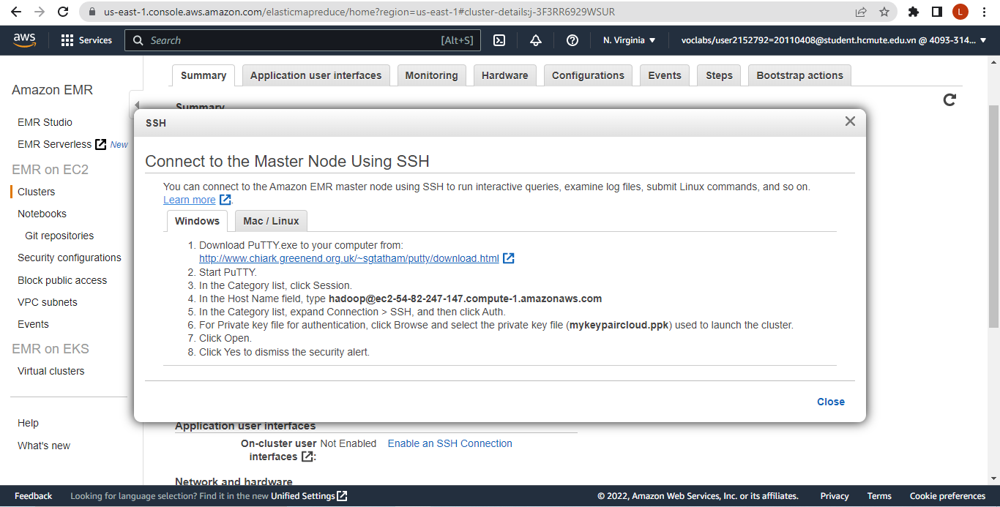 us-east-1.console.aws.amazon.com/elasticmapreduce/home?region=us-east-1#cluster-details:j-3F3RR6929WSUR
L
aws
Services
Search
[Alt+S]
N. Virginia
voclabs/user2152792=20110408@student.hcmute.edu.vn @ 4093-314...
Amazon EMR
EMR Studio
EMR Serverless New
EMR on EC2
Clusters
Notebooks
Git repositories
Security configurations
Block public access
VPC subnets
Events
EMR on EKS
Virtual clusters
Help
What's new
Summary
Application user interfaces
Monitoring
Hardware
Configurations
Events
Steps
Bootstrap actions
Summary
SSH
Connect to the Master Node Using SSH
You can connect to the Amazon EMR master node using SSH to run interactive queries, examine log files, submit Linux commands, and so on.
Learn more .
Windows
Mac / Linux
1. Download PuTTY.exe to your computer from:
http://www.chiark.greenend.org.uk/~sgtatham/putty/download.html
2. Start PuTTY.
3. In the Category list, click Session.
4. In the Host Name field, type hadoop@ec2-54-82-247-147.compute-1.amazonaws.com
5. In the Category list, expand Connection > SSH, and then click Auth.
6. For Private key file for authentication, click Browse and select the private key file (mykeypaircloud.ppk) used to launch the cluster.
7. Click Open.
8. Click Yes to dismiss the security alert.
Close
Application user interfaces
On-cluster user Not Enabled Enable an SSH Connection
interfaces :
Network and hardware
Feedback
Looking for language selection? Find it in the new Unified Settings
© 2022, Amazon Web Services, Inc. or its affiliates.
Privacy
Terms
Cookie preferences